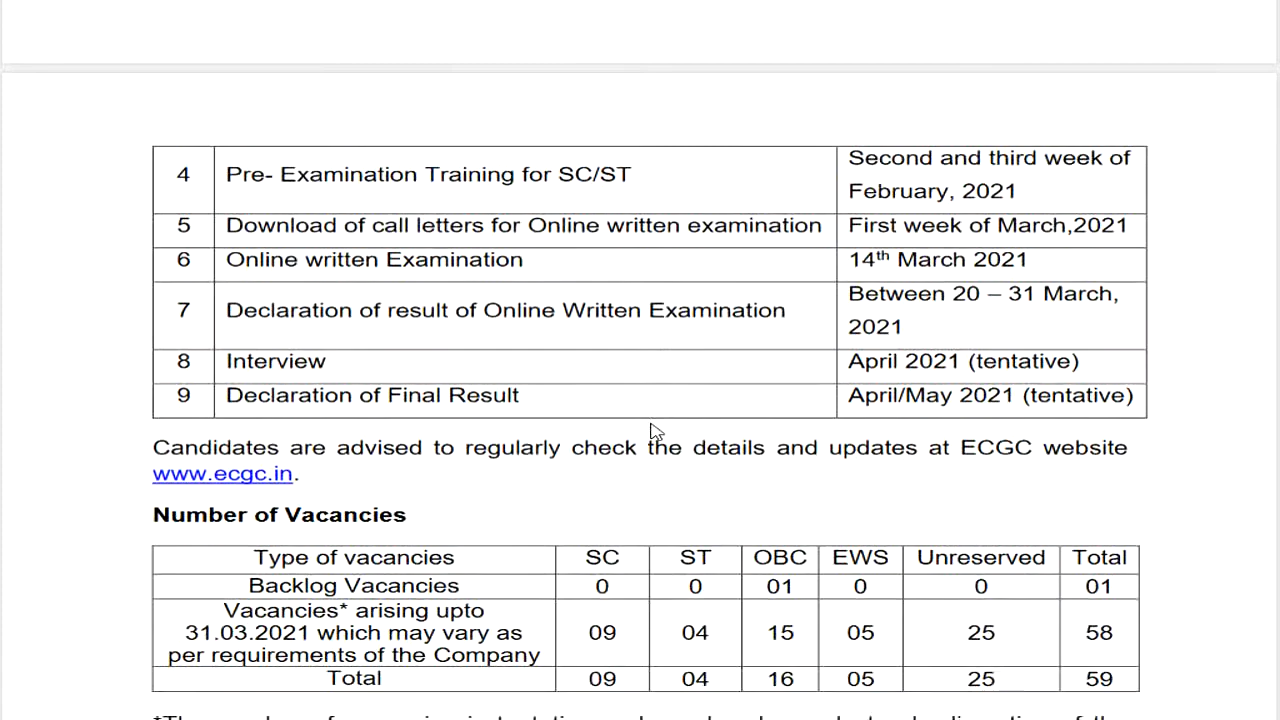 4 Pre- Examination Training for SC/ST Second and third week of
February, 2021
5 Download of call letters for Online written examination First week of March,2021
6 Online written Examination 14th March 2021
7 Declaration of result of Online Written Examination Between 20 – 31 March,
2021
8 Interview April 2021 (tentative)
9 Declaration of Final Result April/May 2021 (tentative)
Candidates are advised to regularly check the details and updates at ECGC website
www.ecgc.in.
Number of Vacancies
Type of vacancies SC ST OBC EWS Unreserved Total
Backlog Vacancies 0 0 01 0 0 01
Vacancies* arising upto
31.03.2021 which may vary as 09 04 15 05 25 58
per requirements of the Company
Total 09 04 16 05 25 59